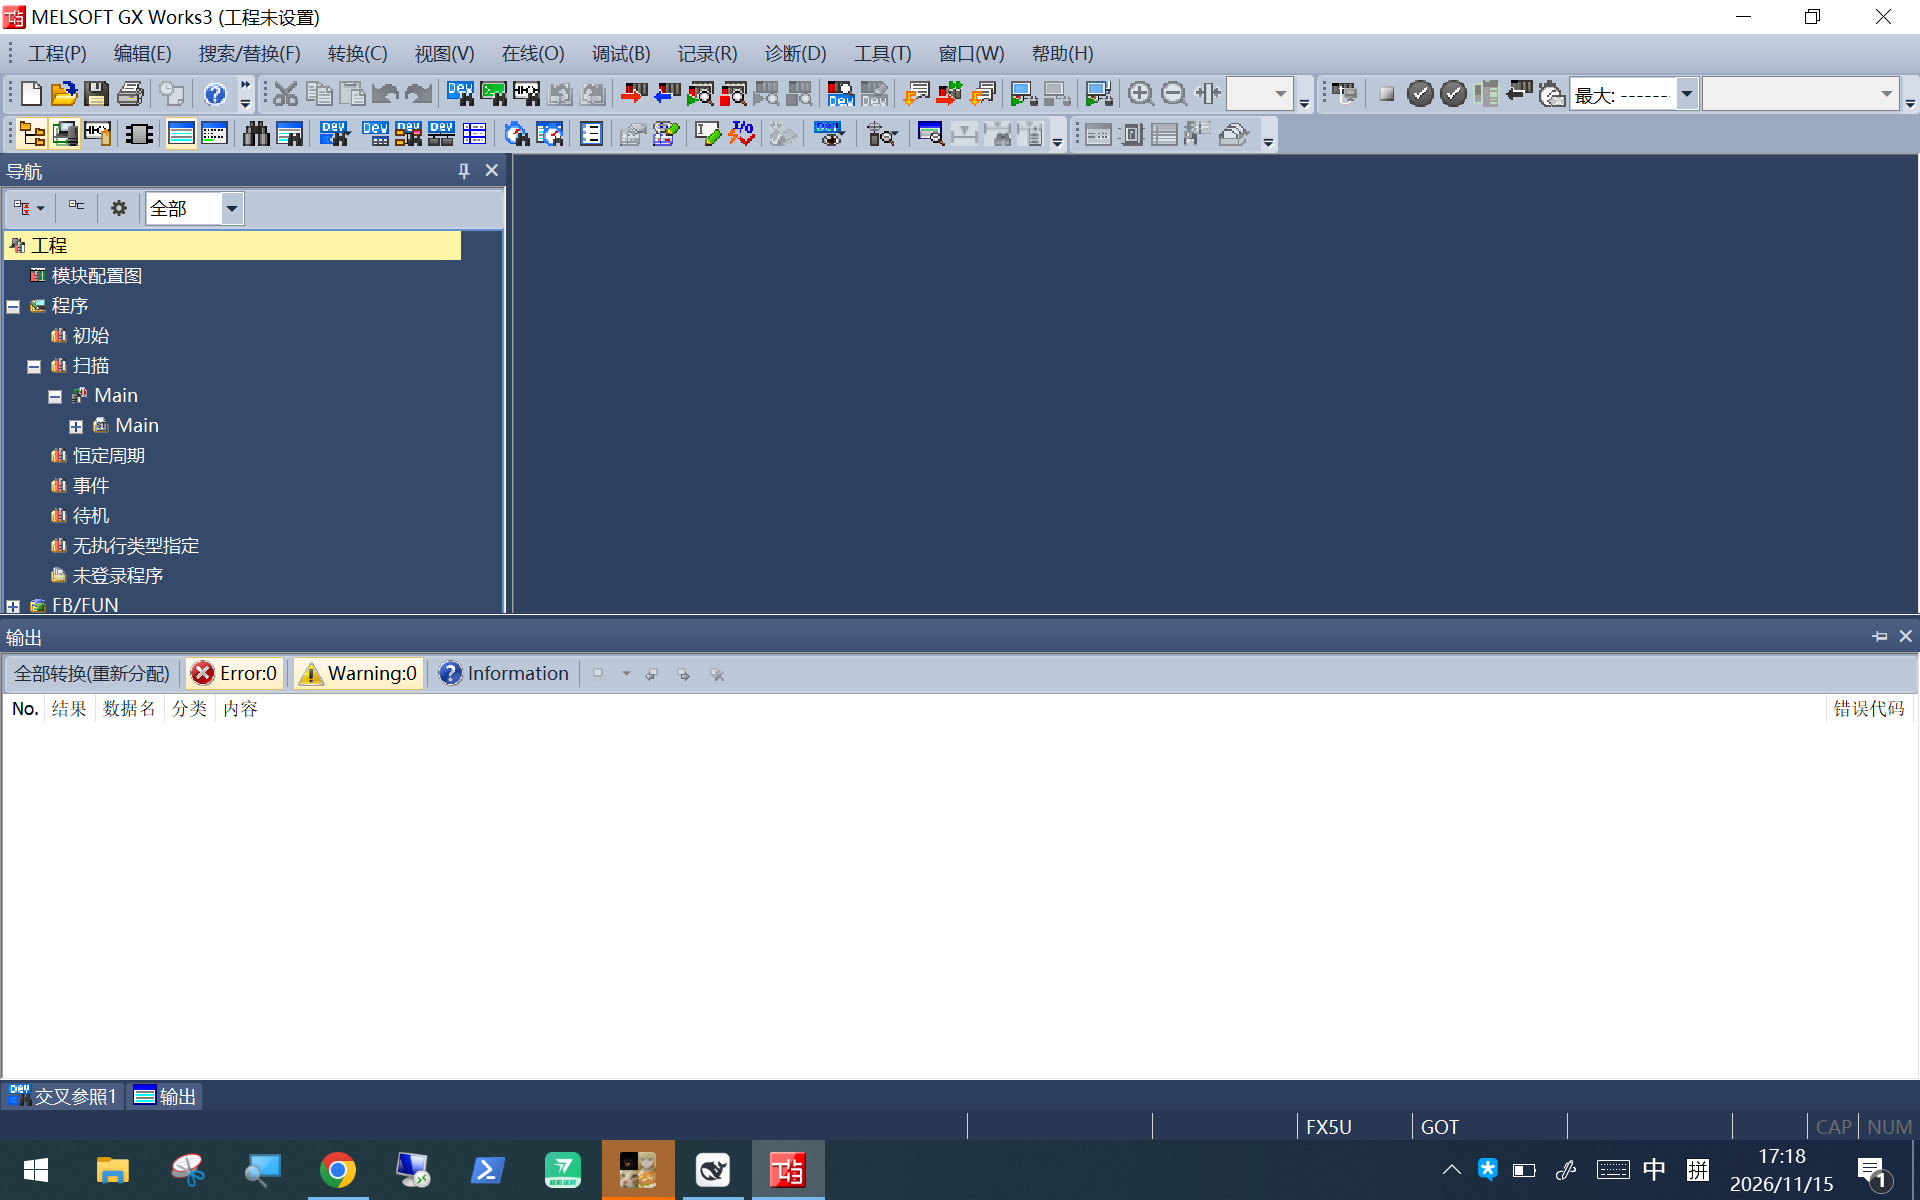 MELSOFT GX Works3 (工程未设置)
工程(P) 编辑(E) 搜索/替换(F) 转换(C) 视图(V) 在线(O) 调试(B) 记录(R) 诊断(D) 工具(T) 窗口(W) 帮助(H)
最大: -------
导航
全部
工程
模块配置图
程序
初始
扫描
Main
Main
恒定周期
事件
待机
无执行类型指定
未登录程序
FB/FUN
输出
全部转换(重新分配) Error:0 Warning:0 Information
No. 结果 数据名 分类 内容 错误代码
交叉参照1 输出
FX5U GOT CAP NUM
中 拼 17:18
2026/11/15 1